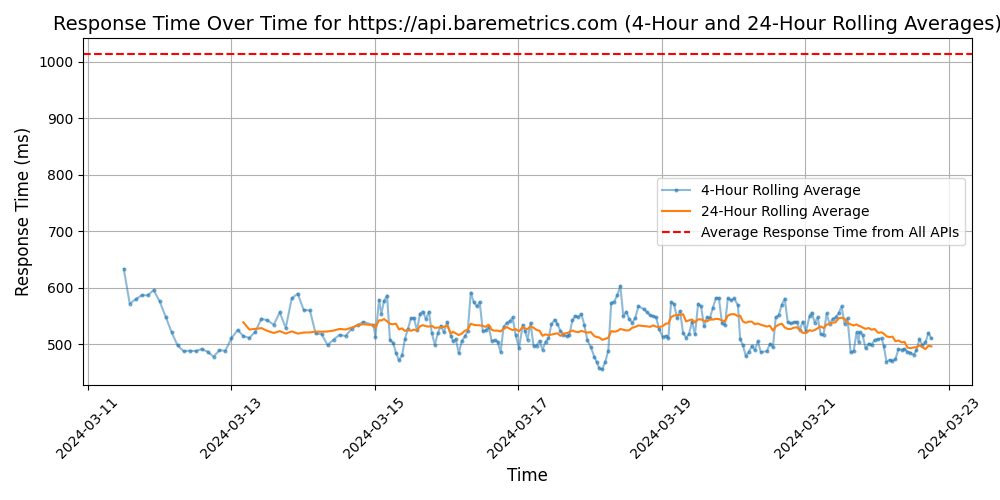 Response Time Over Time for https://api.baremetrics.com (4-Hour and 24-Hour Rolling Averages)
Response Time (ms)
1000
900
800
700
600
500
4-Hour Rolling Average
24-Hour Rolling Average
Average Response Time from All APIs
2024-03-11
2024-03-13
2024-03-15
2024-03-17
2024-03-19
2024-03-21
2024-03-23
Time